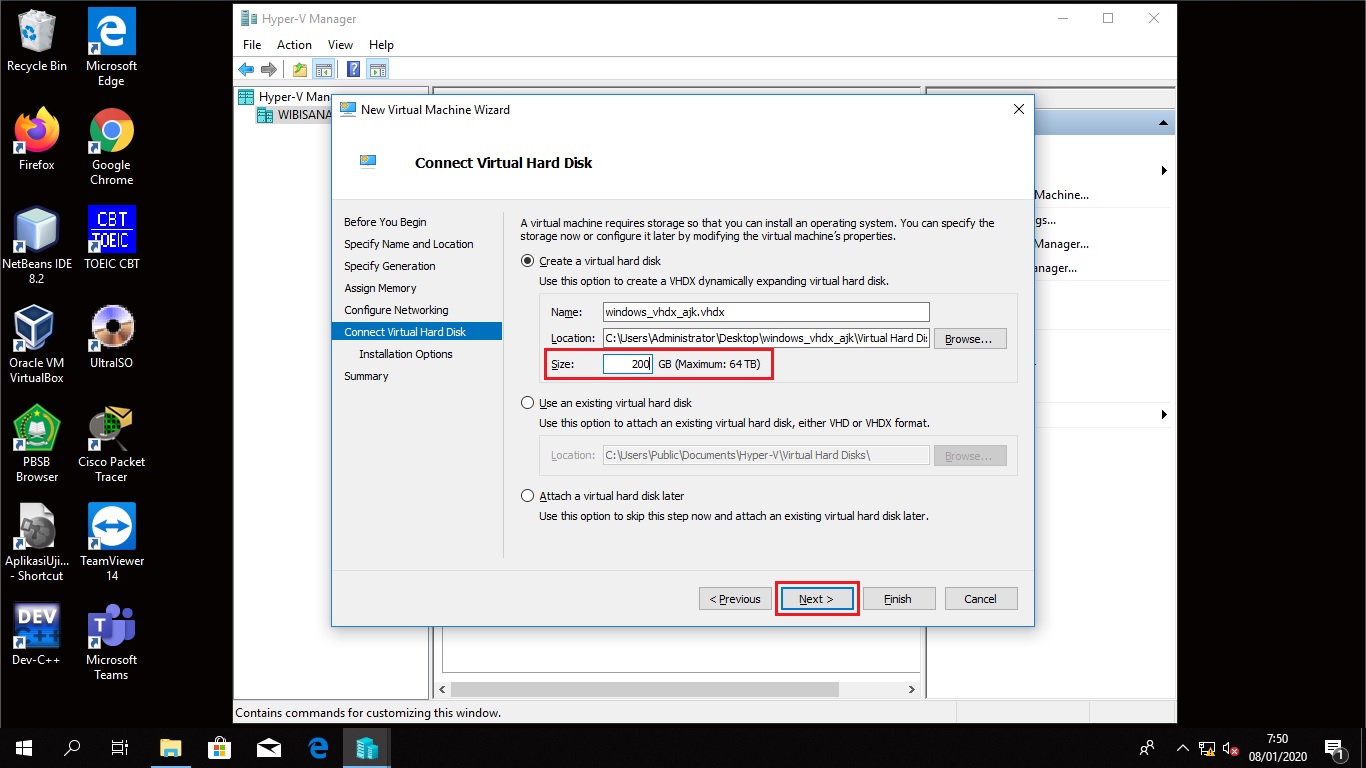 Recycle Bin
Microsoft
Edge
Firefox
Google
Chrome
NetBeans IDE
8.2
CBT
TOEIC
TOEIC CBT
Oracle VM
VirtualBox
UltraISO
PBSB
Browser
Cisco Packet
Tracer
AplikasiUji...
- Shortcut
TeamViewer
14
DEV
C++
Dev-C++
Microsoft
Teams
Hyper-V Manager
File Action View Help
Hyper-V Man
WIBISANA
Machine...
gs...
Manager...
anager...
New Virtual Machine Wizard
Connect Virtual Hard Disk
Before You Begin
Specify Name and Location
Specify Generation
Assign Memory
Configure Networking
Connect Virtual Hard Disk
Installation Options
Summary
A virtual machine requires storage so that you can install an operating system. You can specify the
storage now or configure it later by modifying the virtual machine's properties.
Create a virtual hard disk
Use this option to create a VHDX dynamically expanding virtual hard disk.
Name: windows_vhdx_ajk.vhdx
Location: C:\Users\Administrator\Desktop\windows_vhdx_ajk\Virtual Hard Dis Browse...
Size: 200 GB (Maximum: 64 TB)
Use an existing virtual hard disk
Use this option to attach an existing virtual hard disk, either VHD or VHDX format.
Location: C:\Users\Public\Documents\Hyper-V\Virtual Hard Disks\ Browse...
Attach a virtual hard disk later
Use this option to skip this step now and attach an existing virtual hard disk later.
< Previous Next > Finish Cancel
Contains commands for customizing this window.
7:50
08/01/2020
1